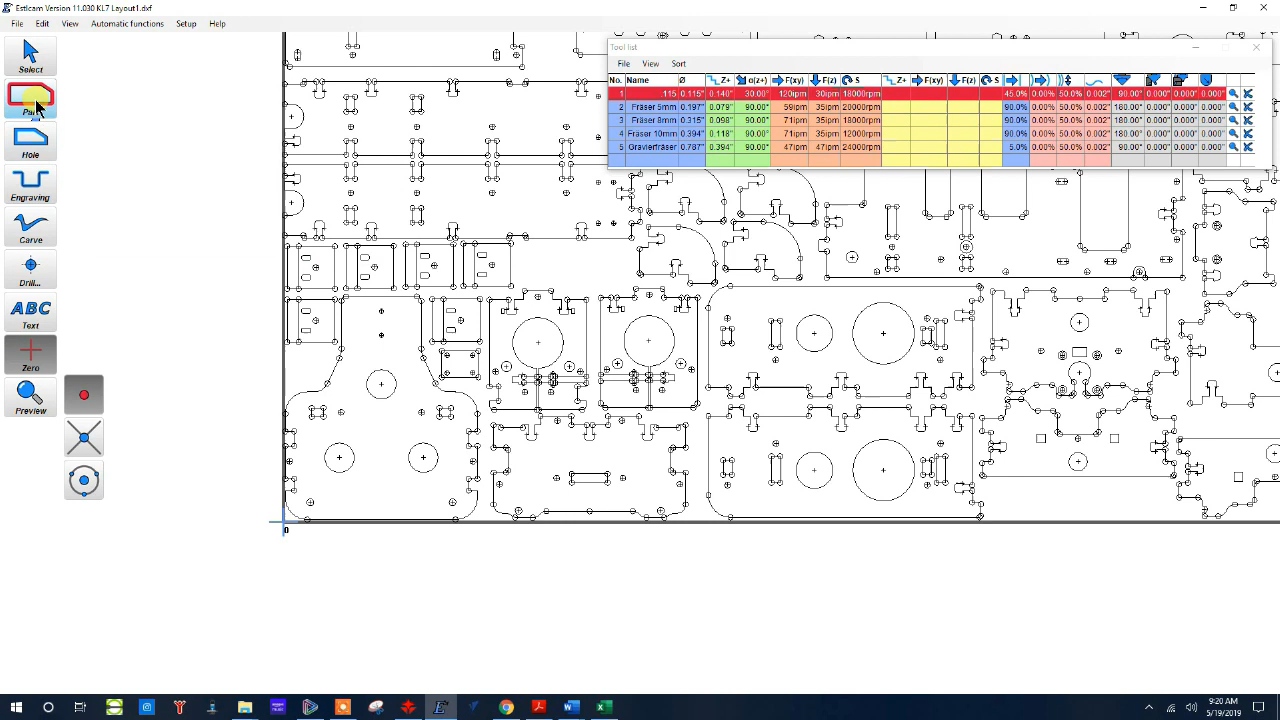 Estlcam Version 11.030 KL7 Layout1.dxf
File Edit View Automatic functions Setup Help
Select
Part
Hole
Engraving
Carve
Drill...
Text
ABC
Zero
Preview
0
Tool list
File View Sort
No. Name Ø Z+ α(z+) F(xy) F(z) S Z+ F(xy) F(z) S
1 .115 0.115" 0.140" 30.00° 120ipm 30ipm 18000rpm 45.0% 0.00% 50.0% 0.002" 90.00° 0.000" 0.000" 0.000"
2 Fräser 5mm 0.197" 0.079" 90.00° 59ipm 35ipm 20000rpm 90.0% 0.00% 50.0% 0.002" 180.00° 0.000" 0.000" 0.000"
3 Fräser 8mm 0.315" 0.098" 90.00° 71ipm 35ipm 18000rpm 90.0% 0.00% 50.0% 0.002" 180.00° 0.000" 0.000" 0.000"
4 Fräser 10mm 0.394" 0.118" 90.00° 71ipm 35ipm 12000rpm 90.0% 0.00% 50.0% 0.002" 180.00° 0.000" 0.000" 0.000"
5 Gravierfräser 0.787" 0.394" 90.00° 47ipm 47ipm 24000rpm 5.0% 0.00% 50.0% 0.002" 90.00° 0.000" 0.000" 0.000"
9:20 AM
5/19/2019